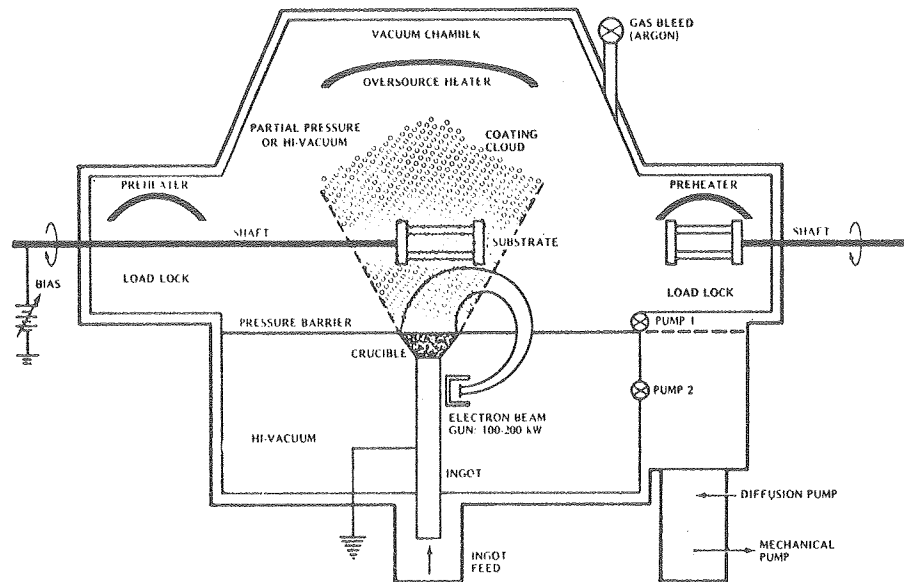 GAS BLEED
(ARGON)
VACUUM CHAMBER
OVERSOURCE HEATER
PARTIAL PRESSURE
OR HI-VACUUM
COATING
CLOUD
PREHEATER
PREHEATER
SHAFT
SUBSTRATE
SHAFT
LOAD LOCK
BIAS
LOAD LOCK
PRESSURE BARRIER
PUMP 1
CRUCIBLE
PUMP 2
ELECTRON BEAM
GUN: 100-200 kW
HI-VACUUM
INGOT
DIFFUSION PUMP
MECHANICAL
PUMP
INGOT
FEED